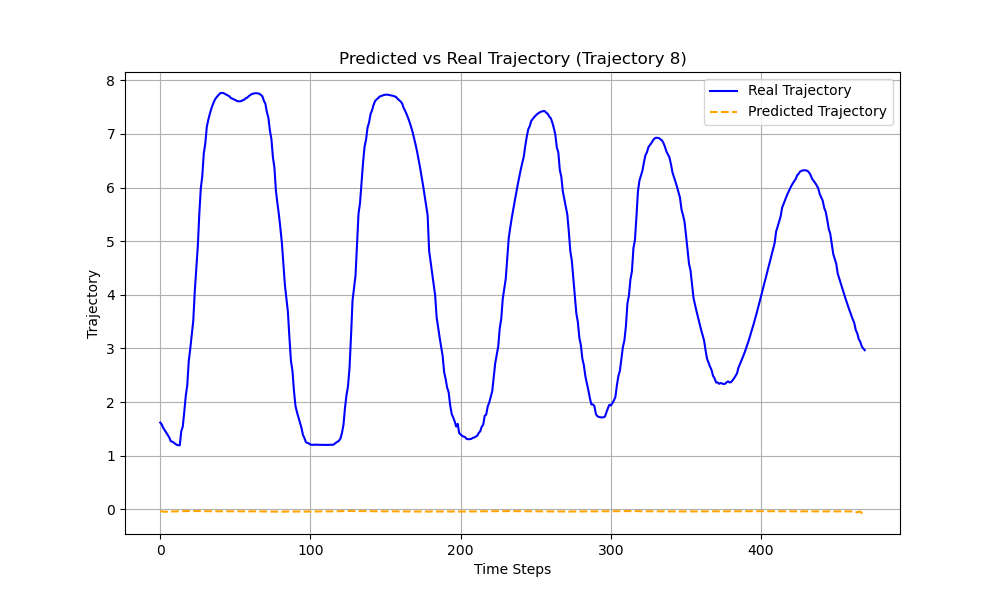 Predicted vs Real Trajectory (Trajectory 8)
Real Trajectory
Predicted Trajectory
Trajectory
8
7
6
5
4
3
2
1
0
0 100 200 300 400
Time Steps